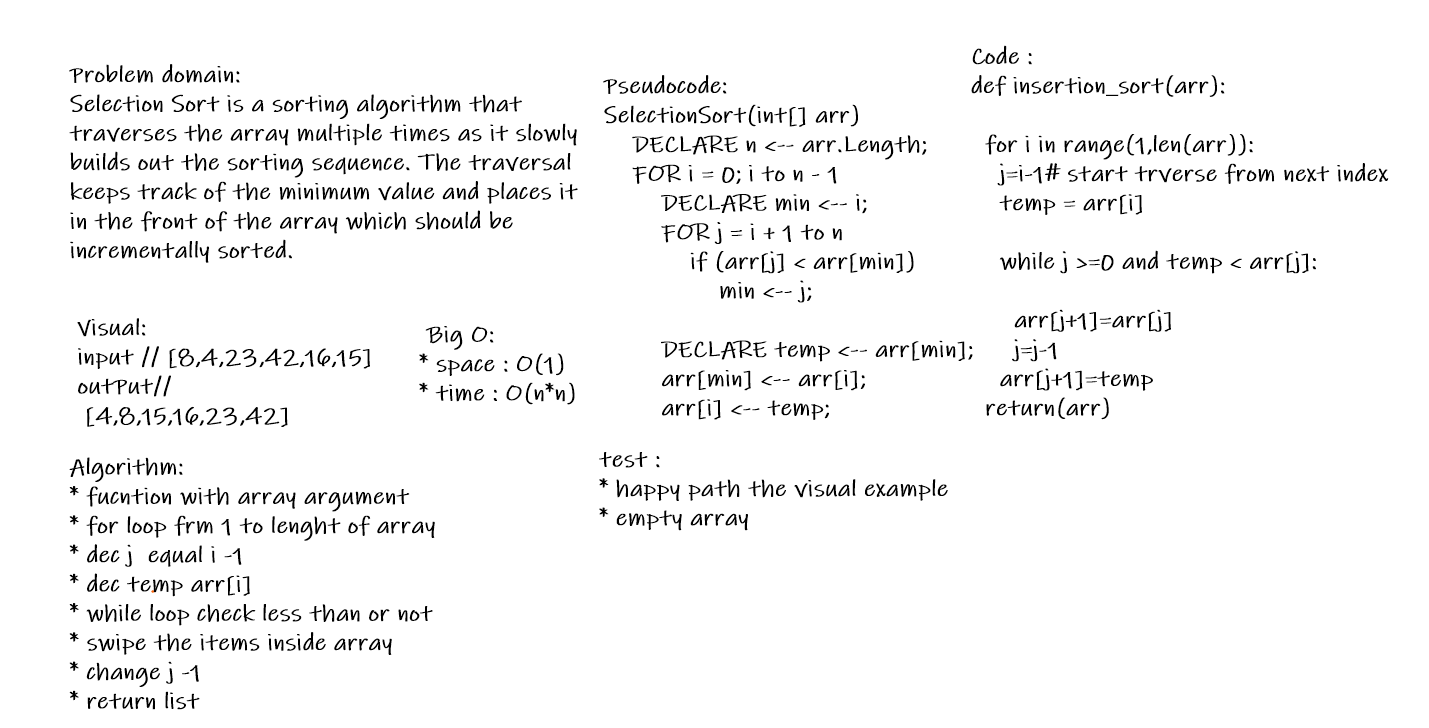 Problem domain:
Selection Sort is a sorting algorithm that
traverses the array multiple times as it slowly
builds out the sorting sequence. The traversal
keeps track of the minimum value and places it
in the front of the array which should be
incrementally sorted.
Visual:
input // [8,4,23,42,16,15]
outPut//
[4,8,15,16,23,42]
Big O:
* space : O(1)
* time : O(n*n)
Algorithm:
* fucntion with array argument
* for loop frm 1 to lenght of array
* dec j equal i -1
* dec temp arr[i]
* while loop check less than or not
* swipe the items inside array
* change j -1
* return list
Pseudocode:
SelectionSort(int[] arr)
DECLARE n <-- arr.Length;
FOR i = 0; i to n - 1
DECLARE min <-- i;
FOR j = i + 1 to n
if (arr[j] < arr[min])
min <-- j;
DECLARE temp <-- arr[min];
arr[min] <-- arr[i];
arr[i] <-- temp;
test :
* happy path the visual example
* empty array
Code :
def insertion_sort(arr):
for i in range(1,len(arr)):
j=i-1# start trverse from next index
temp = arr[i]
while j >=0 and temp < arr[j]:
arr[j+1]=arr[j]
j=j-1
arr[j+1]=temp
return(arr)